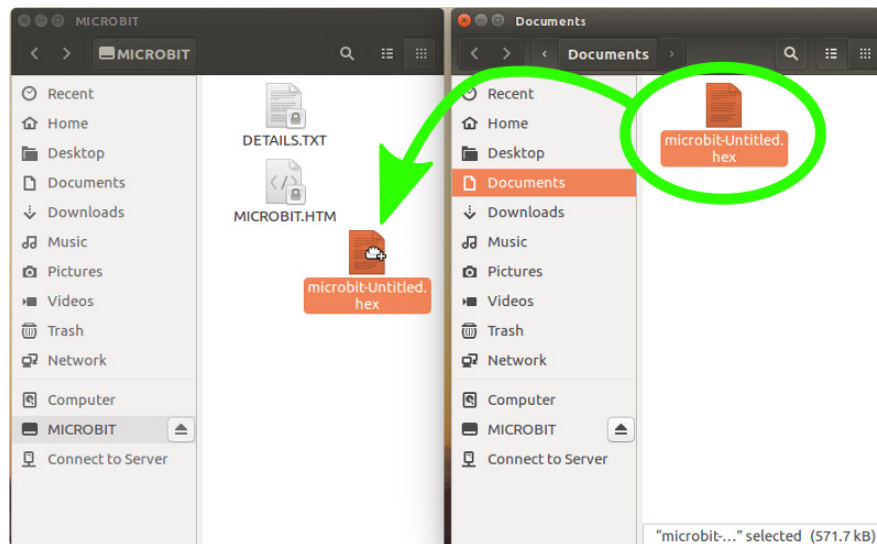 MICROBIT
MICROBIT
Recent
Home
Desktop
Documents
Downloads
Music
Pictures
Videos
Trash
Network
Computer
MICROBIT
Connect to Server
DETAILS.TXT
MICROBIT.HTM
microbit-Untitled.
hex
Documents
Documents
Recent
Home
Desktop
Documents
Downloads
Music
Pictures
Videos
Trash
Network
Computer
MICROBIT
Connect to Server
microbit-Untitled.
hex
"microbit-…" selected (571.7 kB)